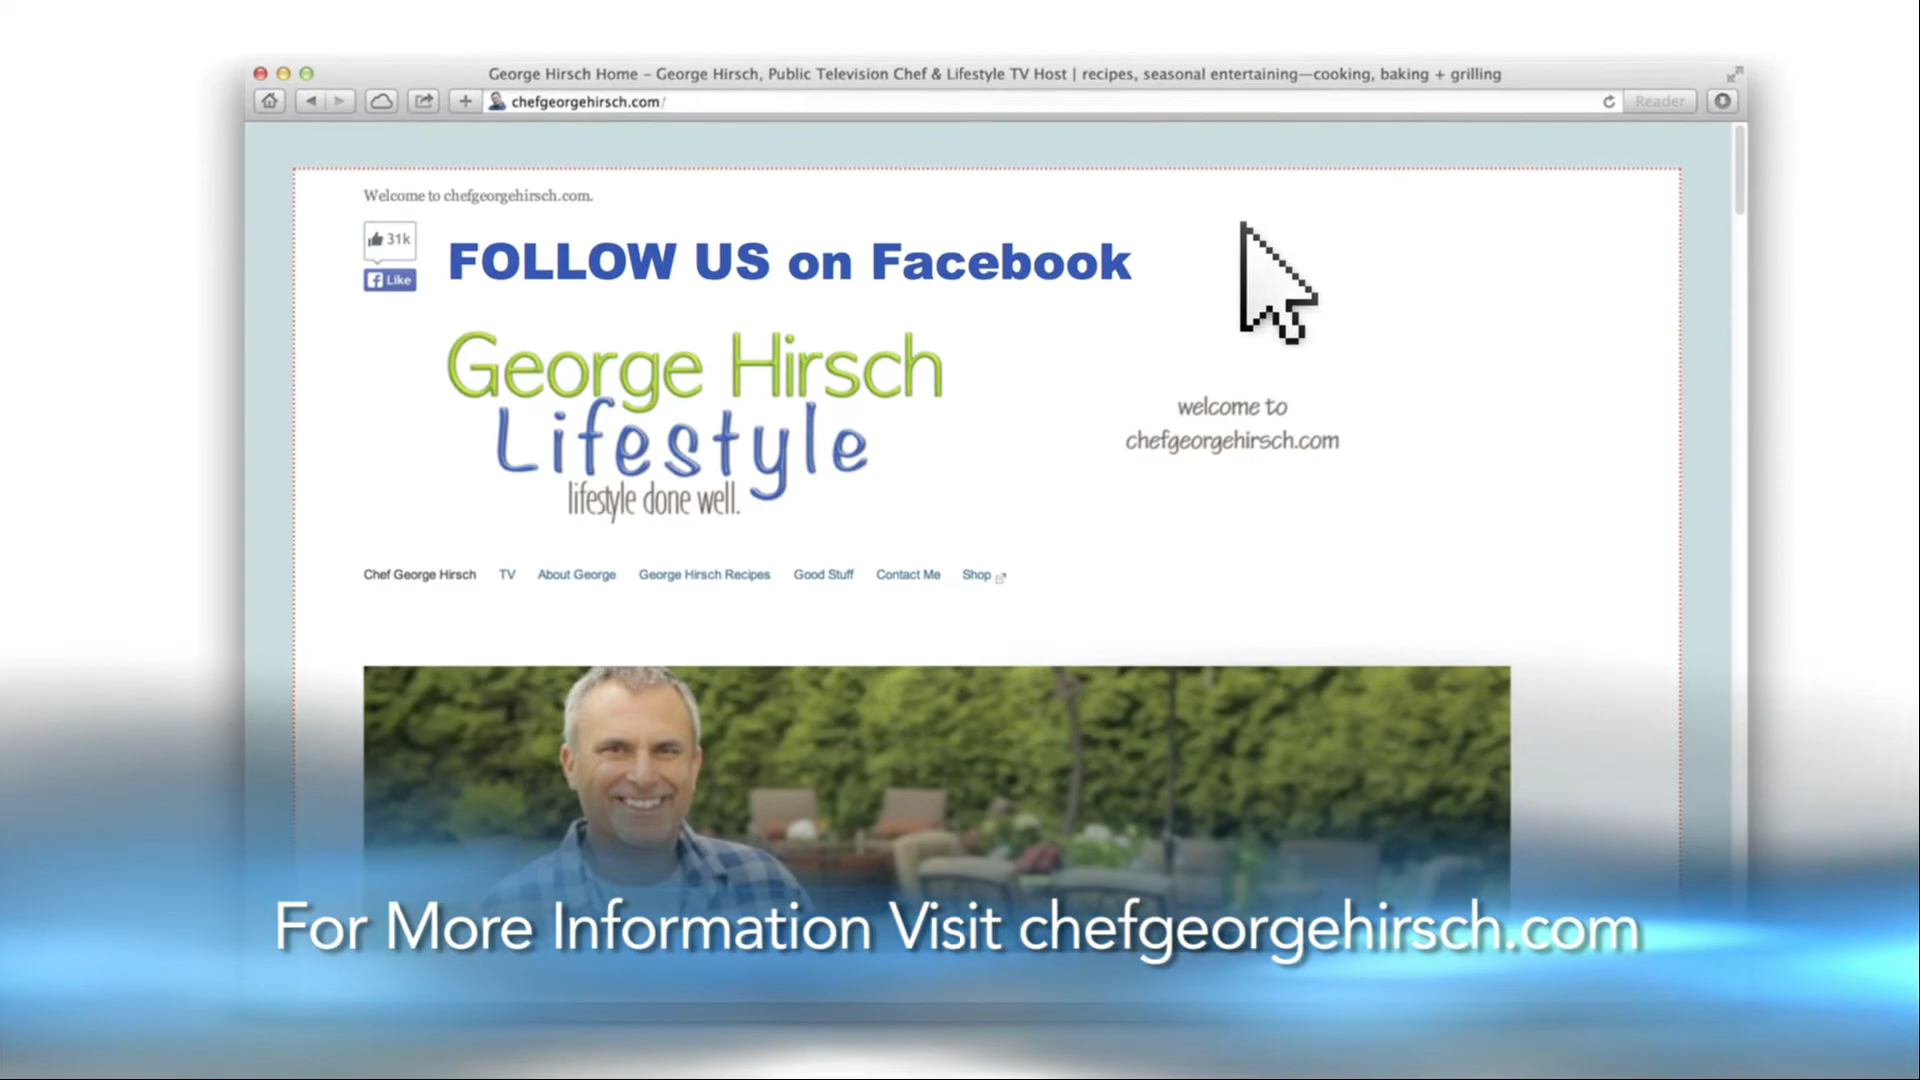 George Hirsch Home – George Hirsch, Public Television Chef & Lifestyle TV Host | recipes, seasonal entertaining—cooking, baking + grilling
chefgeorgehirsch.com/
Reader
Welcome to chefgeorgehirsch.com.
31k
Like
FOLLOW US on Facebook
George Hirsch
Lifestyle
lifestyle done well.
welcome to
chefgeorgehirsch.com
Chef George Hirsch TV About George George Hirsch Recipes Good Stuff Contact Me Shop
For More Information Visit chefgeorgehirsch.com